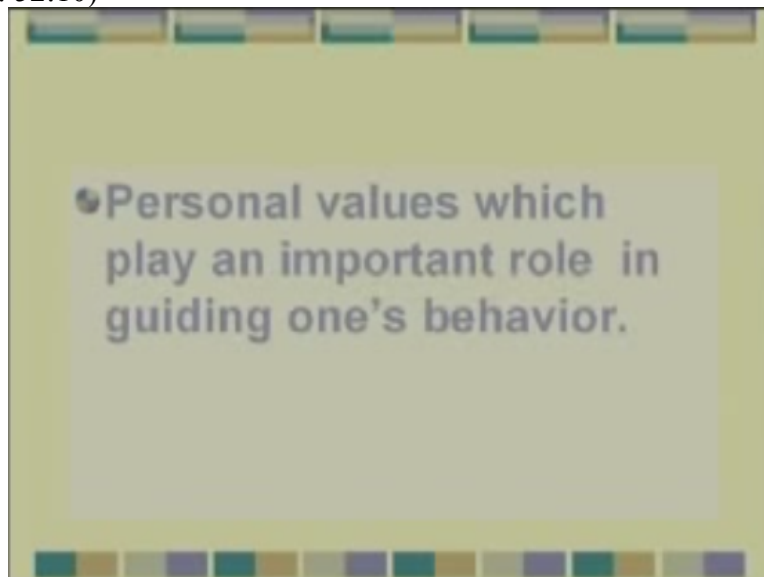 Personal values which
play an important role in
guiding one's behavior.